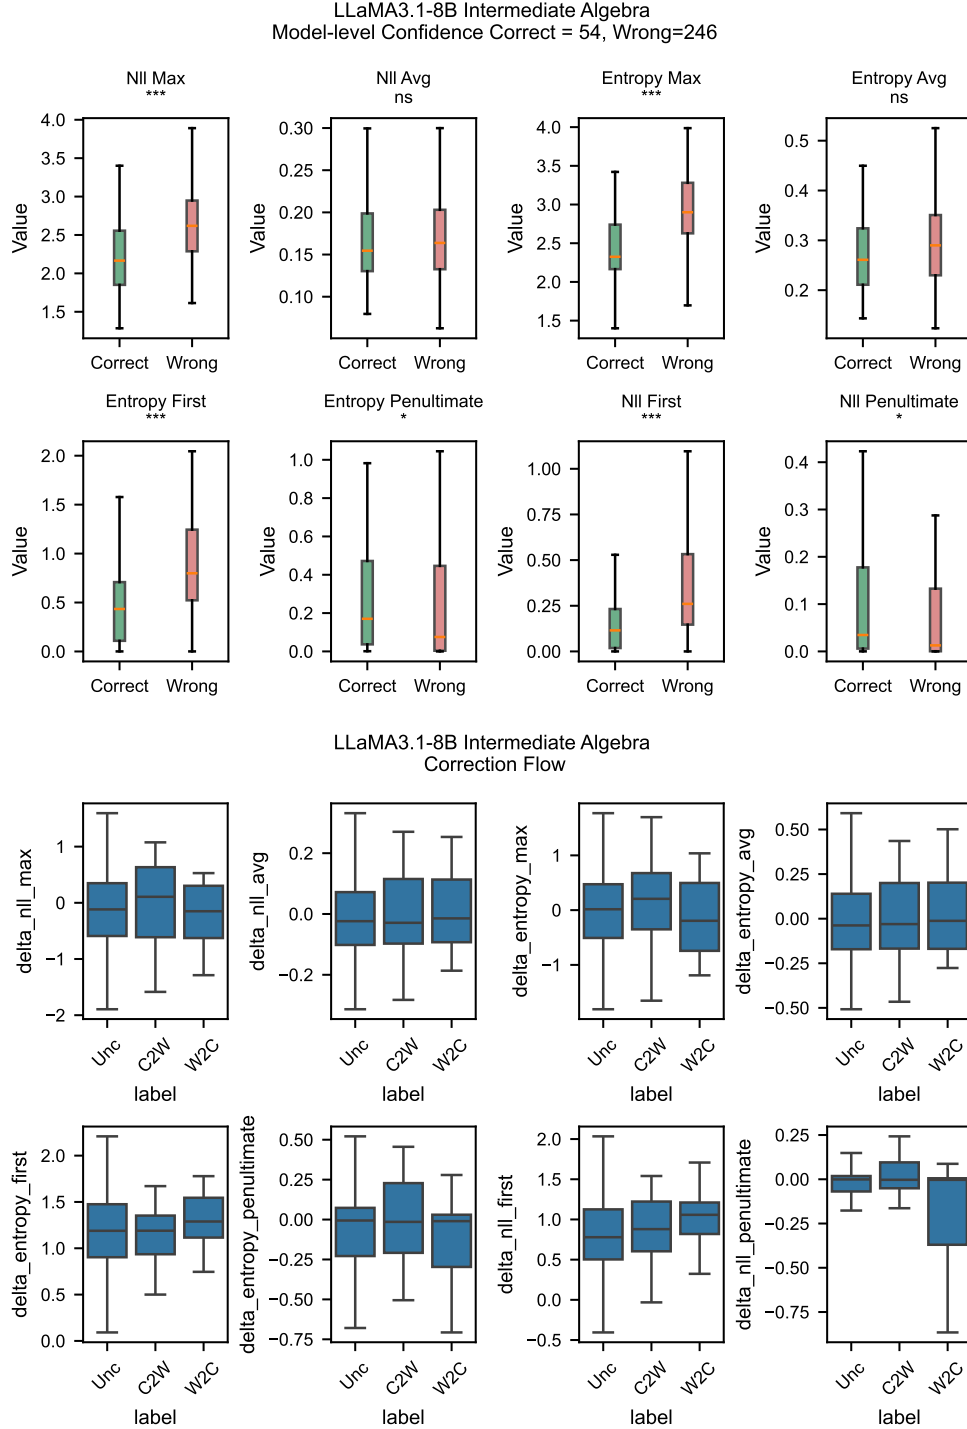 LLaMA3.1-8B Intermediate Algebra
Model-level Confidence Correct = 54, Wrong=246
Nll Max
***
Value
4.0
3.5
3.0
2.5
2.0
1.5
Correct Wrong
Nll Avg
ns
Value
0.30
0.25
0.20
0.15
0.10
Correct Wrong
Entropy Max
***
Value
4.0
3.5
3.0
2.5
2.0
1.5
Correct Wrong
Entropy Avg
ns
Value
0.5
0.4
0.3
0.2
Correct Wrong
Entropy First
***
Value
2.0
1.5
1.0
0.5
0.0
Correct Wrong
Entropy Penultimate
*
Value
1.0
0.8
0.6
0.4
0.2
0.0
Correct Wrong
Nll First
***
Value
1.00
0.75
0.50
0.25
0.00
Correct Wrong
Nll Penultimate
*
Value
0.4
0.3
0.2
0.1
0.0
Correct Wrong
LLaMA3.1-8B Intermediate Algebra
Correction Flow
delta_nll_max
1
0
−1
−2
Unc C2W W2C
label
delta_nll_avg
0.2
0.0
−0.2
Unc C2W W2C
label
delta_entropy_max
1
0
−1
Unc C2W W2C
label
delta_entropy_avg
0.50
0.25
0.00
−0.25
−0.50
Unc C2W W2C
label
delta_entropy_first
2.0
1.5
1.0
0.5
0.0
Unc C2W W2C
label
delta_entropy_penultimate
0.50
0.25
0.00
−0.25
−0.50
−0.75
Unc C2W W2C
label
delta_nll_first
2.0
1.5
1.0
0.5
0.0
−0.5
Unc C2W W2C
label
delta_nll_penultimate
0.25
0.00
−0.25
−0.50
−0.75
Unc C2W W2C
label